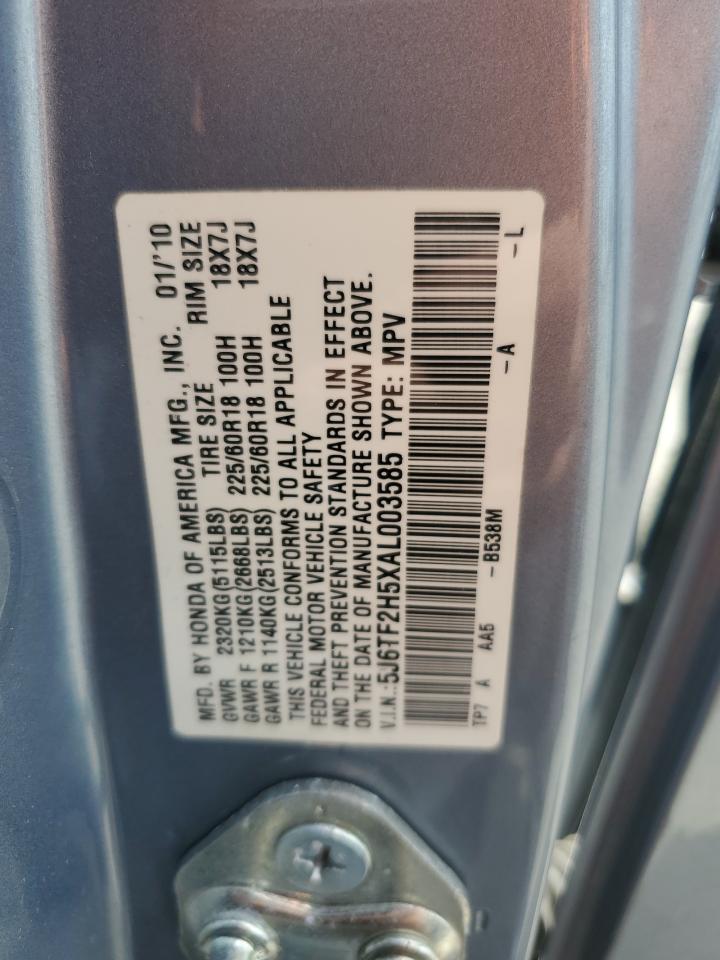 MFD. BY HONDA OF AMERICA MFG., INC. 01/'10
TIRE SIZE RIM SIZE
GVWR 2320KG(5115LBS)
GAWR F 1210KG(2668LBS) 225/60R18 100H 18X7J
GAWR R 1140KG(2513LBS) 225/60R18 100H 18X7J
THIS VEHICLE CONFORMS TO ALL APPLICABLE
FEDERAL MOTOR VEHICLE SAFETY
AND THEFT PREVENTION STANDARDS IN EFFECT
ON THE DATE OF MANUFACTURE SHOWN ABOVE.
V.I.N.:5J6TF2H5XAL003585 TYPE: MPV
TP7 A AA5 -B538M -A -L